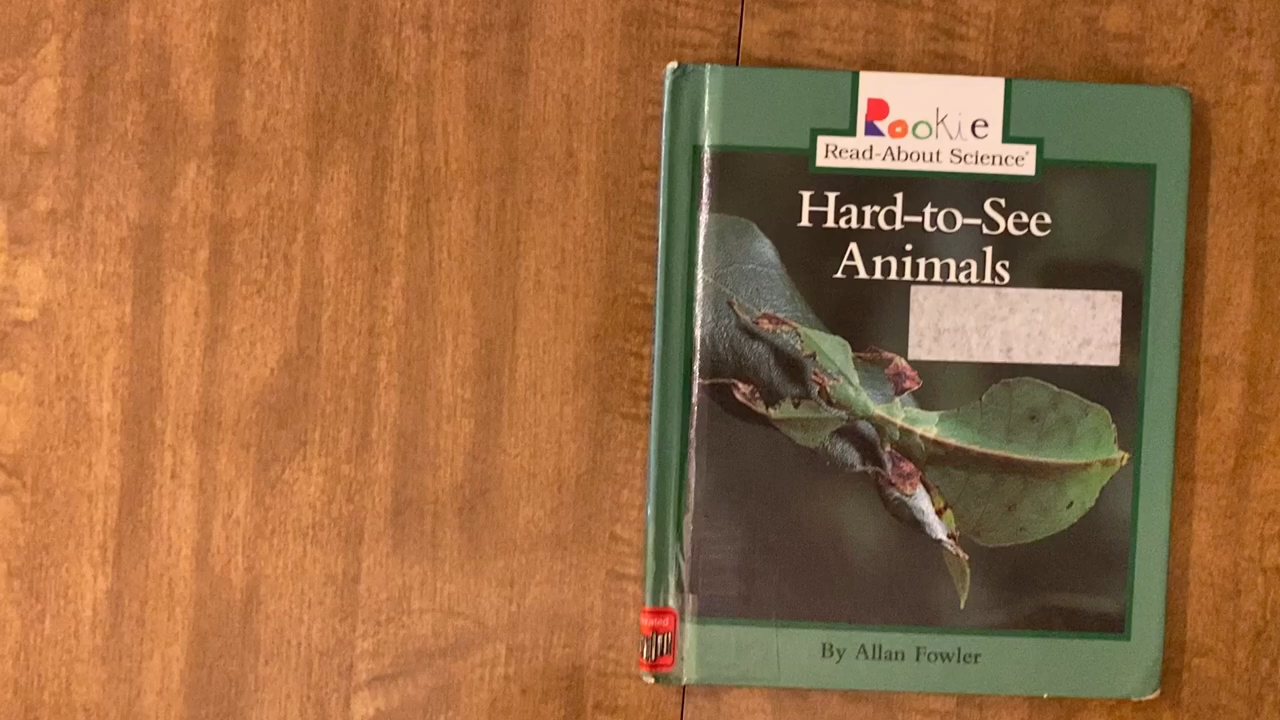 Rookie
Read-About Science®
Hard-to-See
Animals
By Allan Fowler